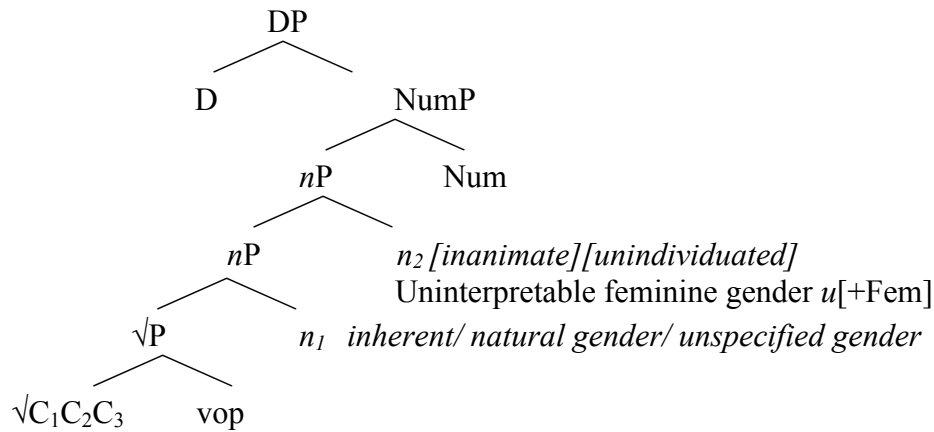 DP
D NumP
nP Num
nP n₂ [inanimate][unindividuated]
Uninterpretable feminine gender u[+Fem]
√P n₁ inherent/ natural gender/ unspecified gender
√C₁C₂C₃ vop